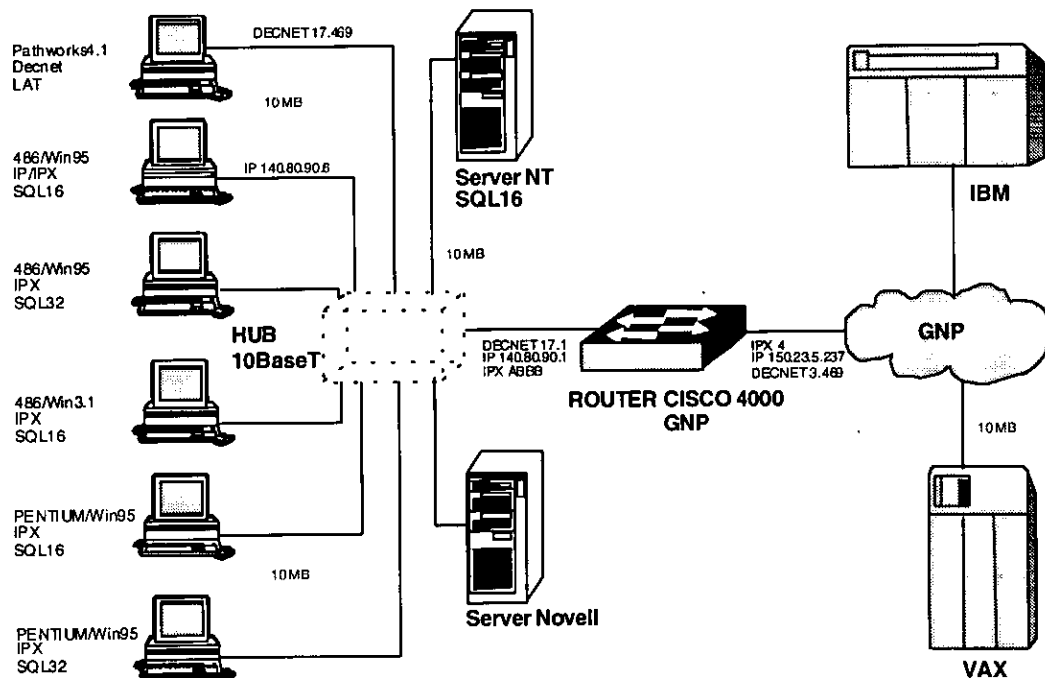 Pathworks4.1
Decnet
LAT
DECNET 17.469
10MB
486/Win95
IP/IPX
SQL16
IP 140.80.90.6
486/Win95
IPX
SQL32
486/Win3.1
IPX
SQL16
PENTIUM/Win95
IPX
SQL16
10MB
PENTIUM/Win95
IPX
SQL32
HUB
10BaseT
Server NT
SQL16
10MB
Server Novell
DECNET 17.1
IP 140.80.90.1
IPX ABBB
ROUTER CISCO 4000
GNP
IPX 4
IP 150.23.5.237
DECNET 3.469
IBM
GNP
10MB
VAX